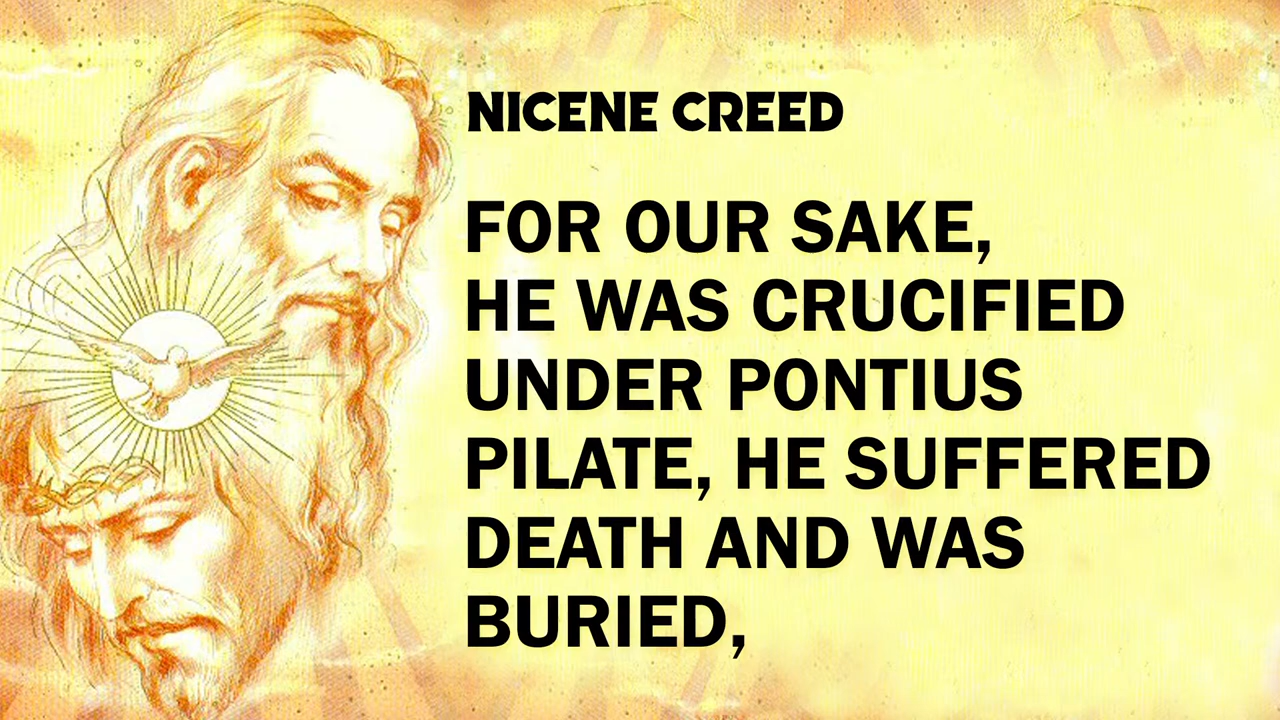 NICENE CREED
FOR OUR SAKE,
HE WAS CRUCIFIED
UNDER PONTIUS
PILATE, HE SUFFERED
DEATH AND WAS
BURIED,